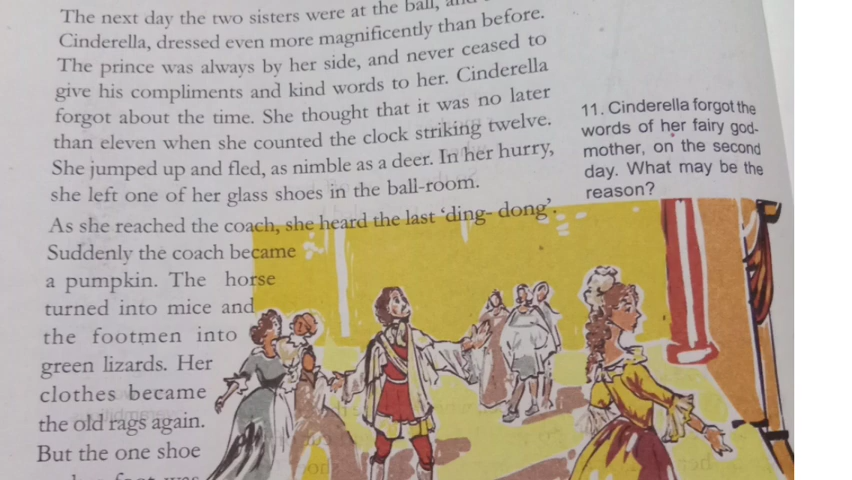 The next day the two sisters were at the ball, and
Cinderella, dressed even more magnificently than before.
The prince was always by her side, and never ceased to
give his compliments and kind words to her. Cinderella
forgot about the time. She thought that it was no later
than eleven when she counted the clock striking twelve.
She jumped up and fled, as nimble as a deer. In her hurry,
she left one of her glass shoes in the ball-room.
As she reached the coach, she heard the last 'ding- dong'.
Suddenly the coach became
a pumpkin. The horse
turned into mice and
the footmen into
green lizards. Her
clothes became
the old rags again.
But the one shoe
11. Cinderella forgot the
words of her fairy god-
mother, on the second
day. What may be the
reason?